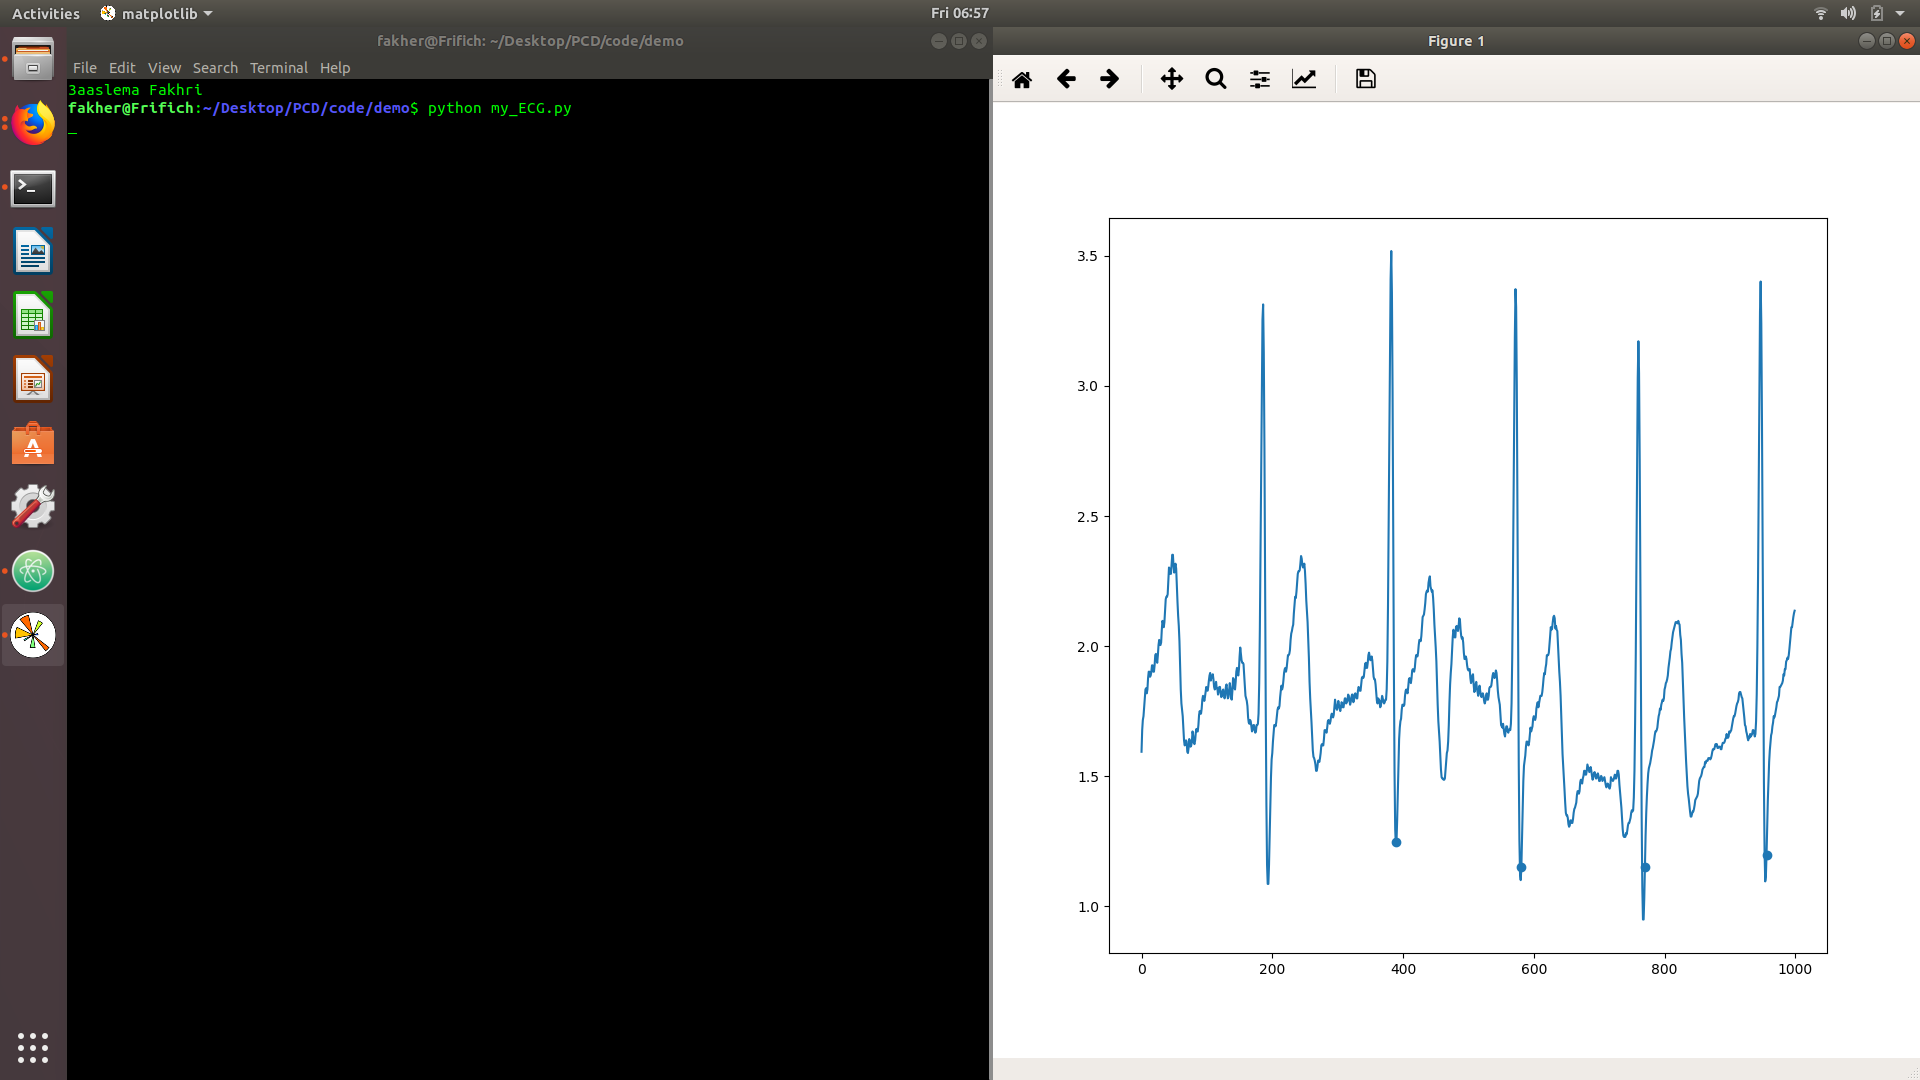 Activities matplotlib Fri 06:57
fakher@Frifich: ~/Desktop/PCD/code/demo
File Edit View Search Terminal Help
3aaslema Fakhri
fakher@Frifich:~/Desktop/PCD/code/demo$ python my_ECG.py
_
Figure 1
3.5
3.0
2.5
2.0
1.5
1.0
0 200 400 600 800 1000